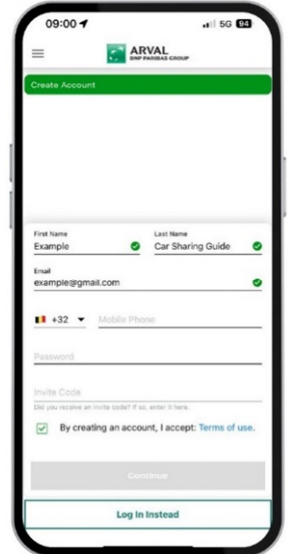 09:00
5G 94
ARVAL
BNP PARIBAS GROUP
Create Account
First Name
Last Name
Example
Car Sharing Guide
Email
example@gmail.com
+32
Mobile Phone
Password
Invite Code
Did you receive an invite code? If so, enter it here.
By creating an account, I accept: Terms of use.
Continue
Log In Instead